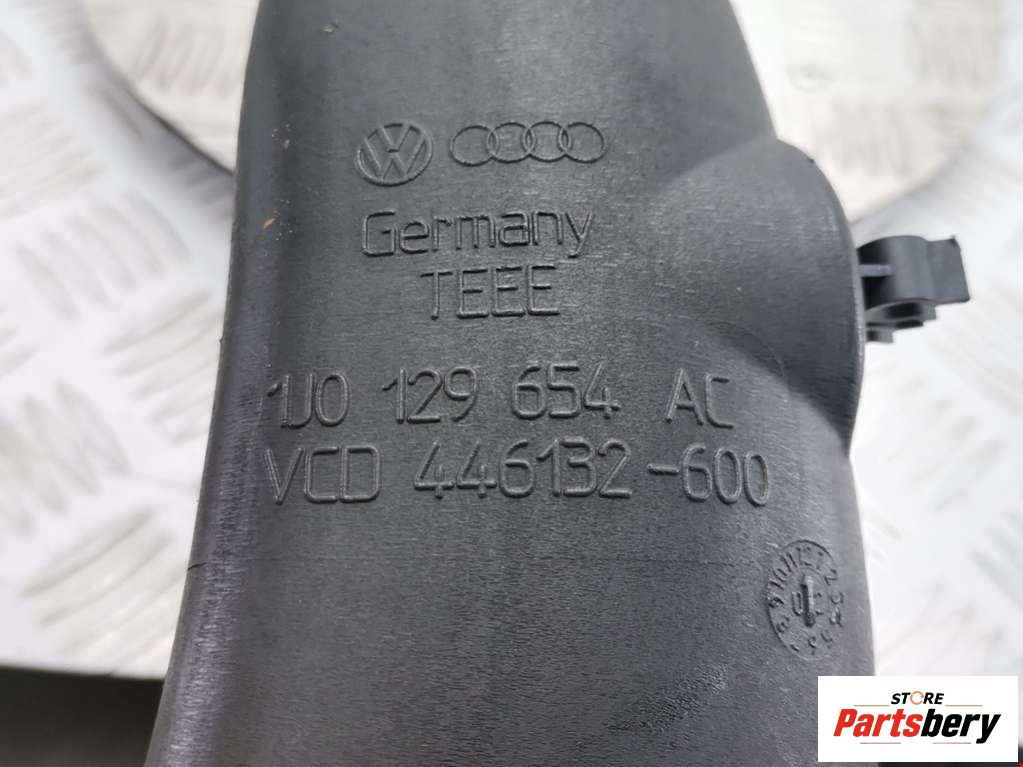 Germany
TEEE
1J0 129 654 AC
VCD 446132-600
STORE
Partsbery